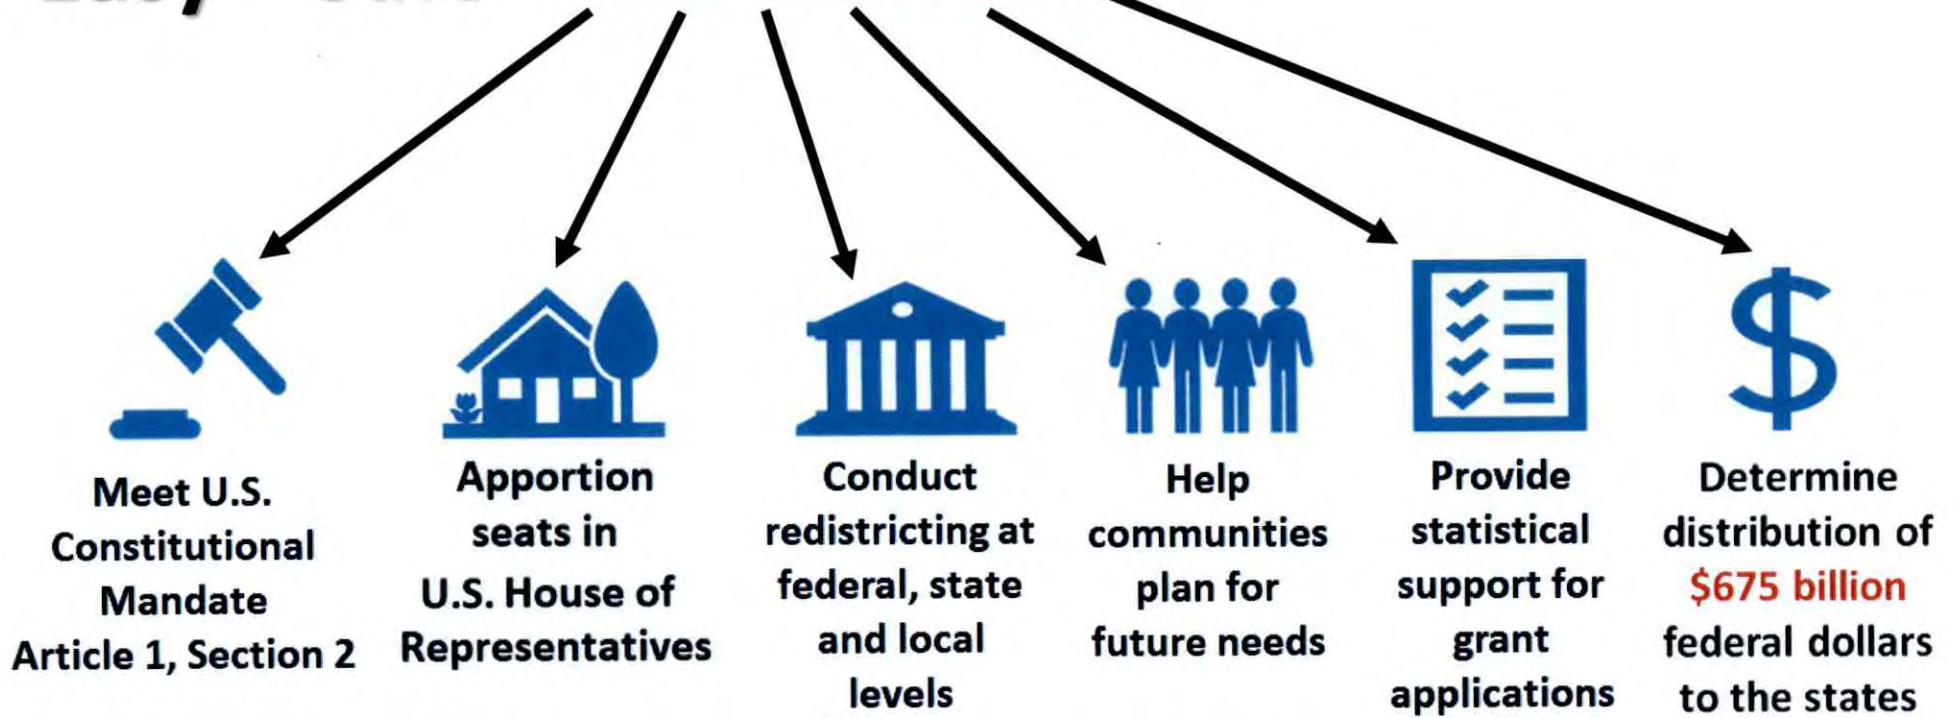 Meet U.S.
Constitutional
Mandate
Article 1, Section 2
Apportion
seats in
U.S. House of
Representatives
Conduct
redistricting at
federal, state
and local
levels
Help
communities
plan for
future needs
Provide
statistical
support for
grant
applications
Determine
distribution of
$675 billion
federal dollars
to the states